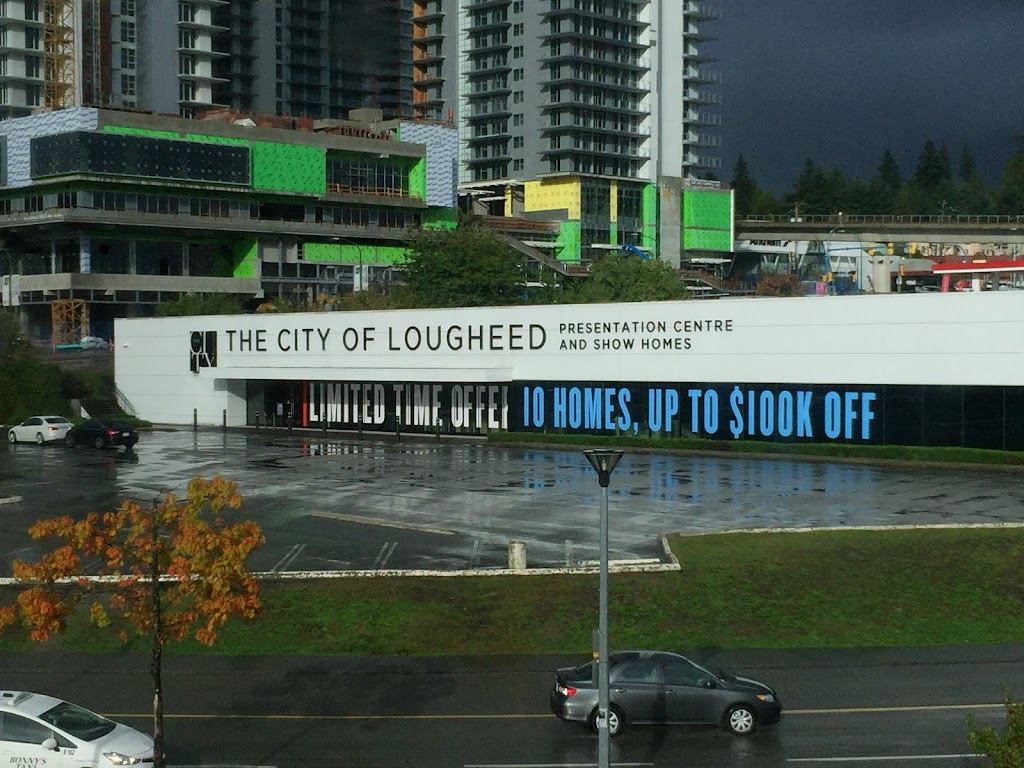 THE CITY OF LOUGHEED
PRESENTATION CENTRE
AND SHOW HOMES
LIMITED TIME OFFER
10 HOMES, UP TO $100K OFF
BONNY'S
TAXI